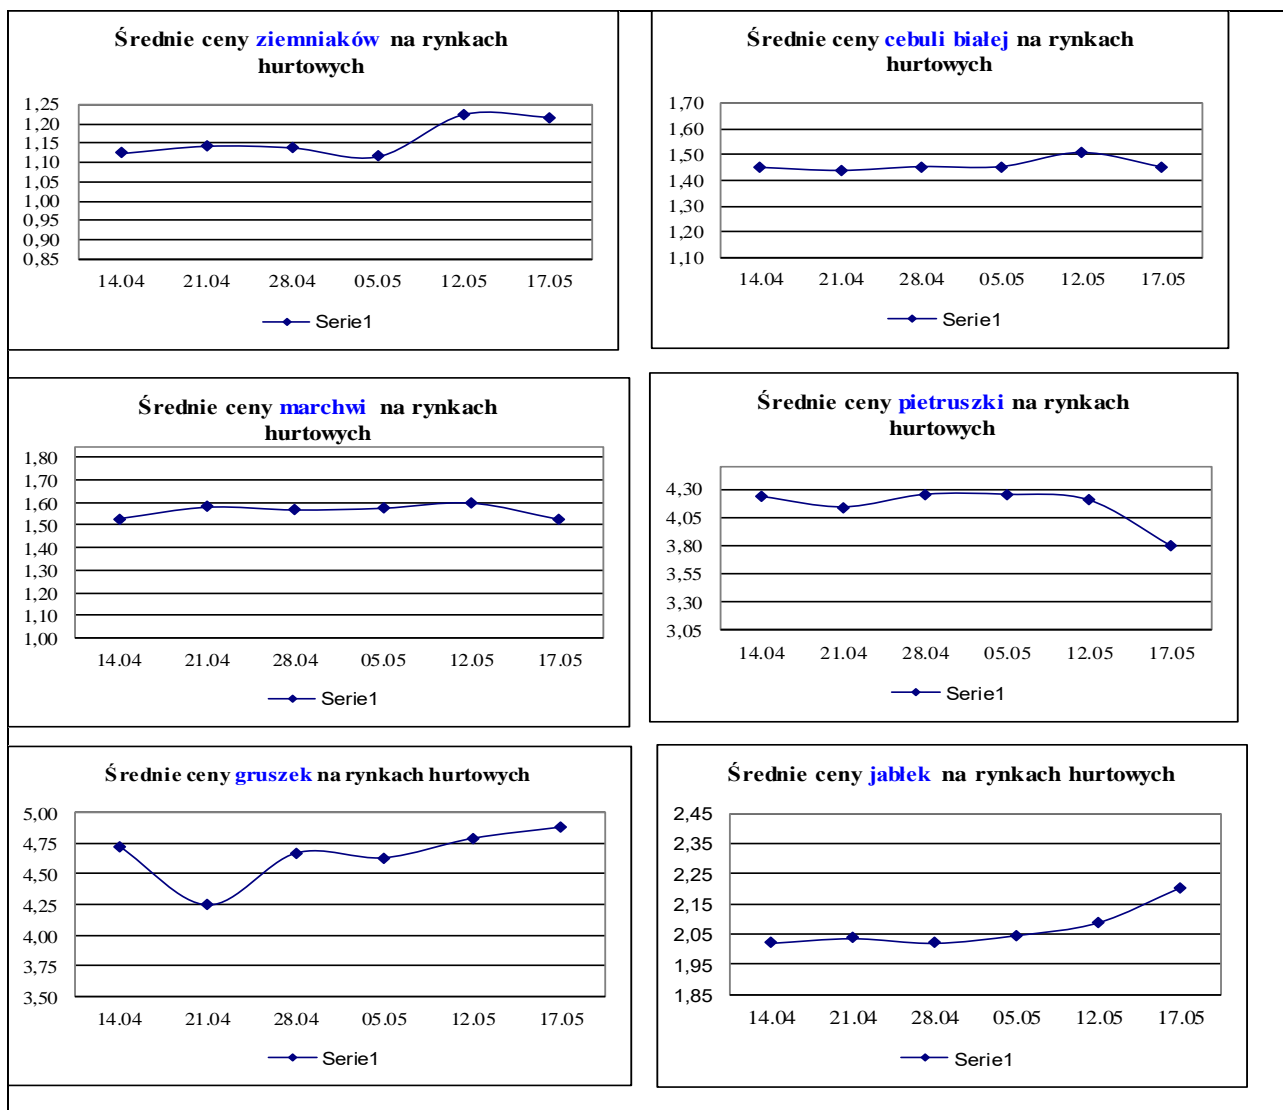 Średnie ceny ziemniaków na rynkach
hurtowych
1,25
1,20
1,15
1,10
1,05
1,00
0,95
0,90
0,85
14.04 21.04 28.04 05.05 12.05 17.05
Serie1
Średnie ceny cebuli białej na rynkach
hurtowych
1,70
1,60
1,50
1,40
1,30
1,20
1,10
14.04 21.04 28.04 05.05 12.05 17.05
Serie1
Średnie ceny marchwi na rynkach
hurtowych
1,80
1,70
1,60
1,50
1,40
1,30
1,20
1,10
1,00
14.04 21.04 28.04 05.05 12.05 17.05
Serie1
Średnie ceny pietruszki na rynkach
hurtowych
4,30
4,05
3,80
3,55
3,30
3,05
14.04 21.04 28.04 05.05 12.05 17.05
Serie1
Średnie ceny gruszek na rynkach hurtowych
5,00
4,75
4,50
4,25
4,00
3,75
3,50
14.04 21.04 28.04 05.05 12.05 17.05
Serie1
Średnie ceny jabłek na rynkach hurtowych
2,45
2,35
2,25
2,15
2,05
1,95
1,85
14.04 21.04 28.04 05.05 12.05 17.05
Serie1